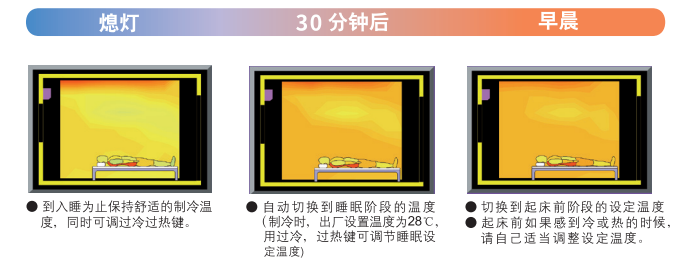 熄灯
30分钟后
早晨
● 到入睡为止保持舒适的制冷温
度，同时可调过冷过热键。
● 自动切换到睡眠阶段的温度
（制冷时，出厂设置温度为28℃，
用过冷，过热键可调节睡眠设
定温度)
● 切换到起床前阶段的设定温度
● 起床前如果感到冷或热的时候，
请自己适当调整设定温度。